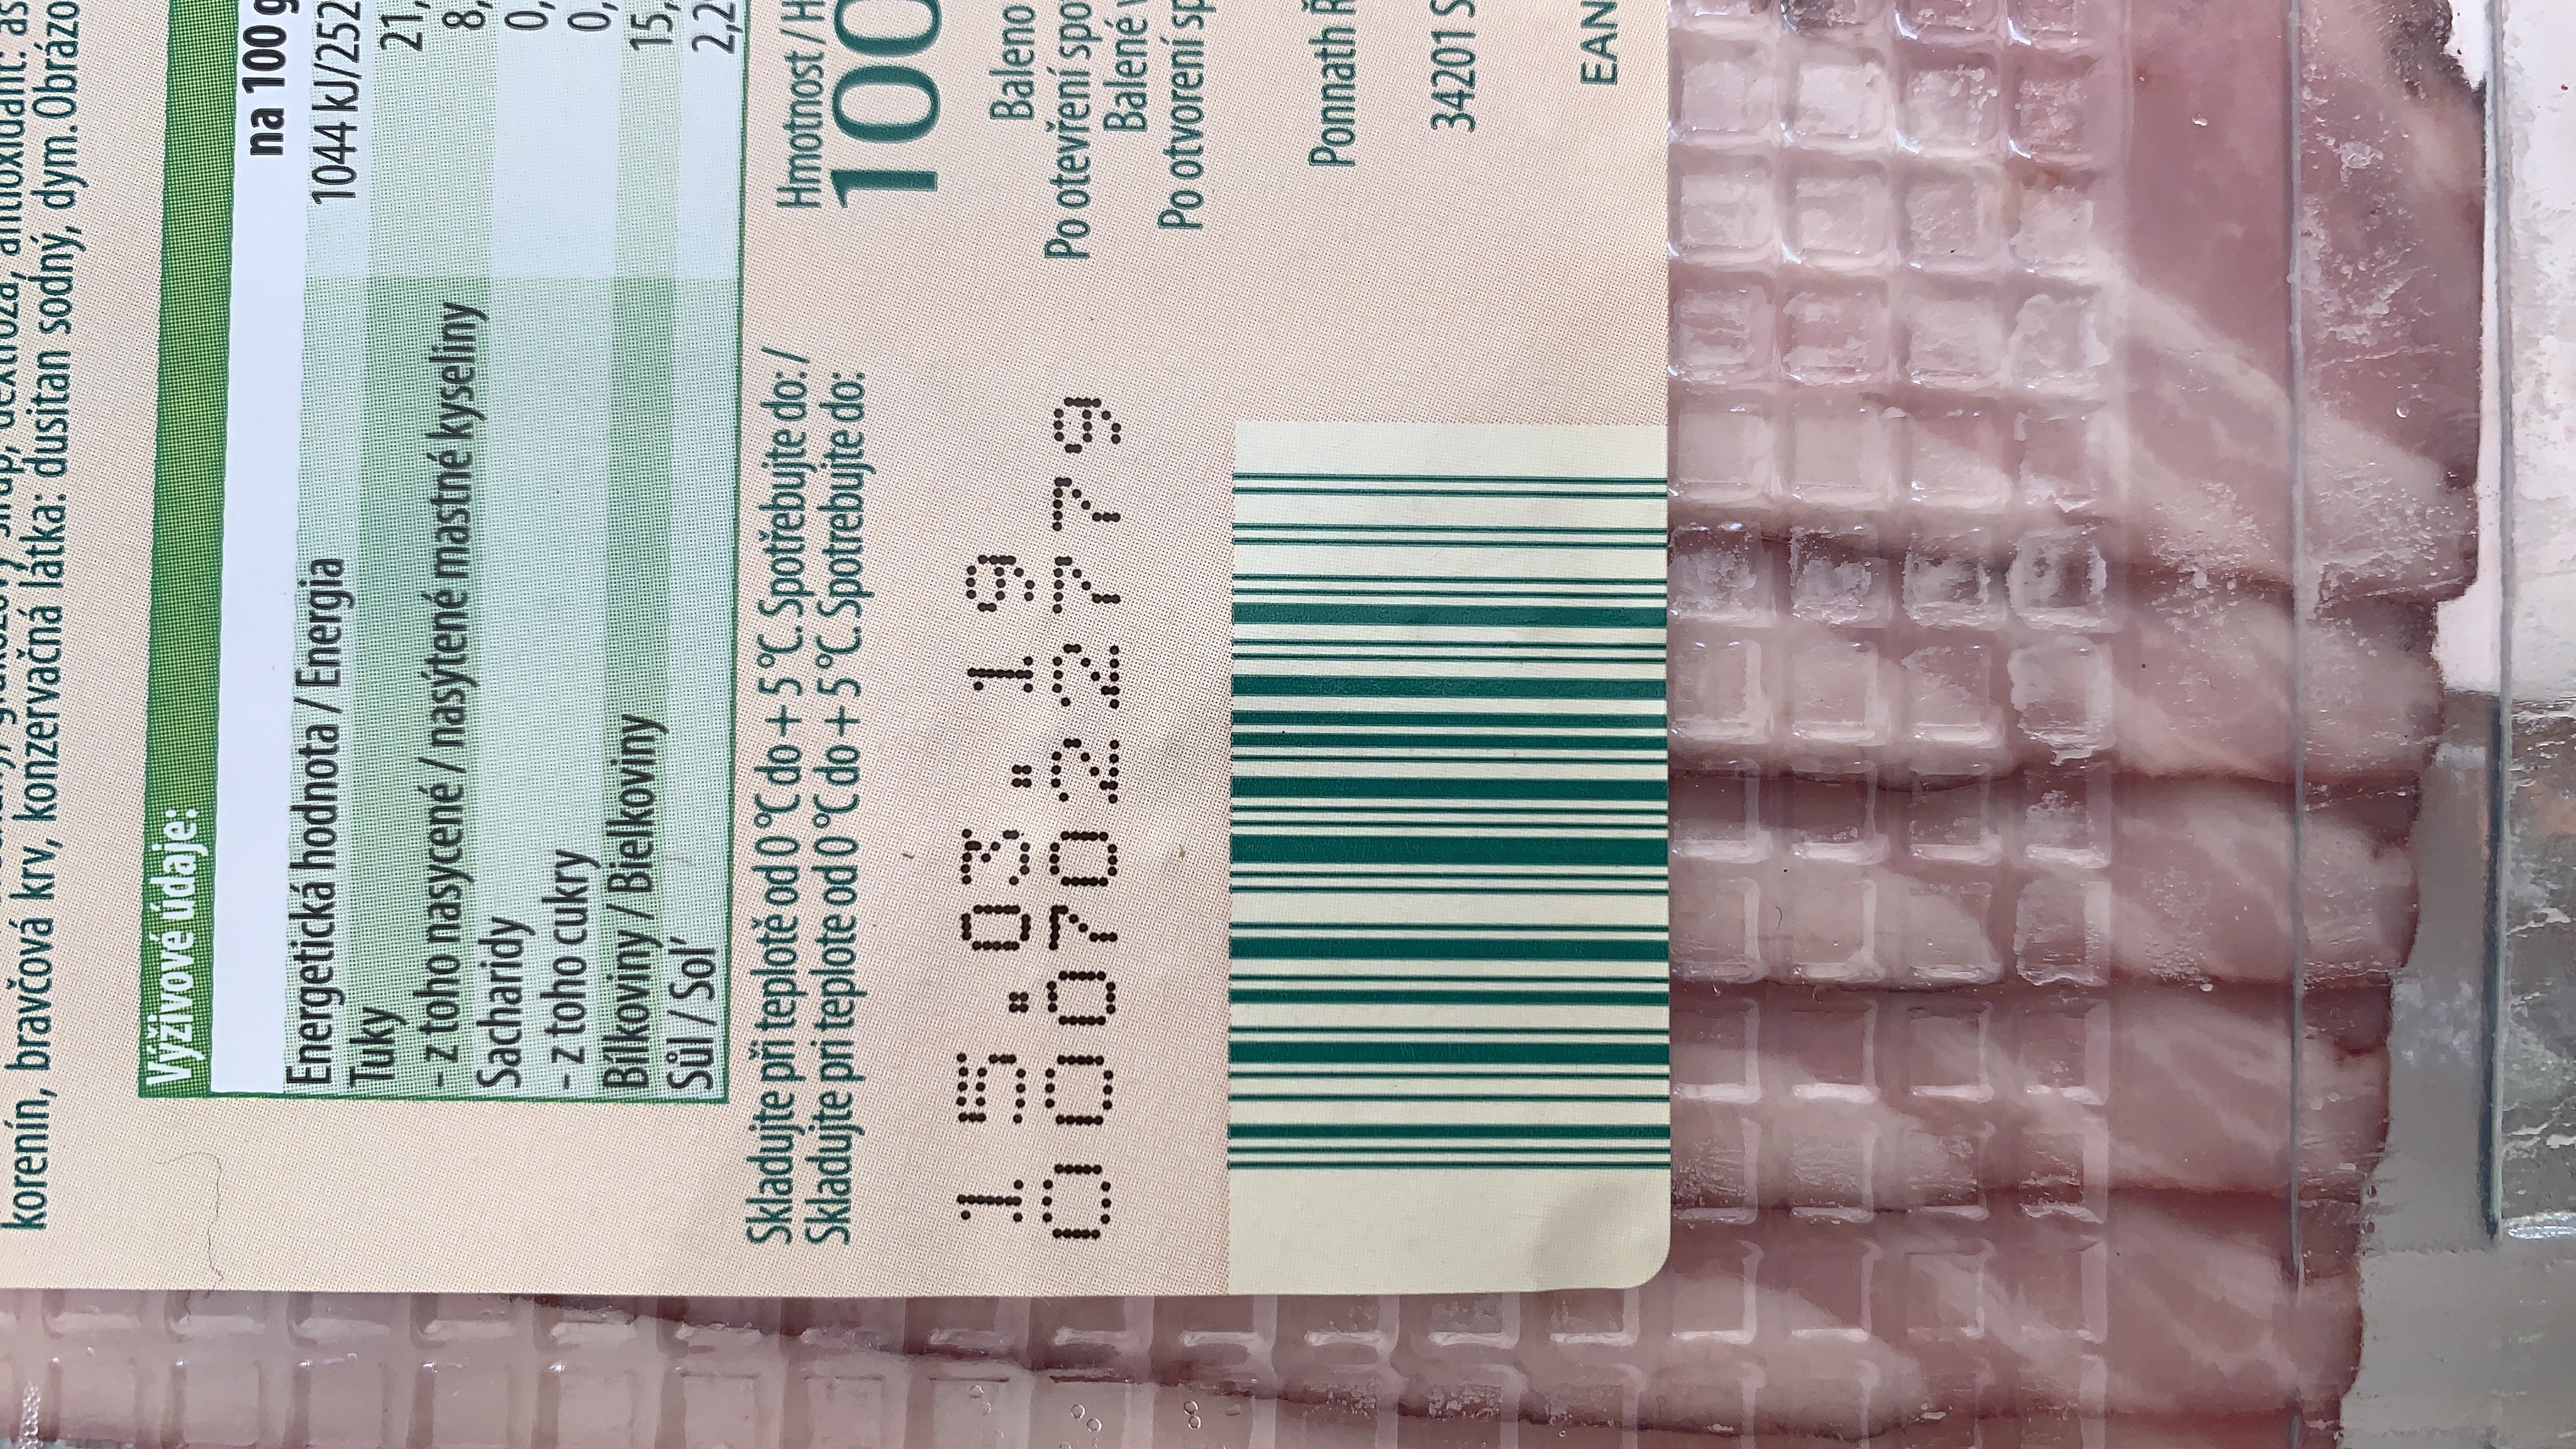 korenín, bravčová krv, konzervačná látka: dusitan sodný, dym. Obrázo
Výživové údaje:
na 100 g
Energetická hodnota / Energia 1044 kJ/252
Tuky 21,
- z toho nasycené / nasýtené mastné kyseliny 8,
Sacharidy 0,
- z toho cukry 0,
Bílkoviny / Bielkoviny 15,
Sůl / Soľ 2,2
Skladujte při teplotě od 0 °C do + 5 °C. Spotřebujte do: /
Skladujte pri teplote od 0 °C do + 5 °C. Spotrebujte do:
15.03.19
0070227 79
Hmotnost / H
100
Baleno
Po otevření spo
Balené v
Po otvorení sp
Ponnath Ř
34201 S
EAN